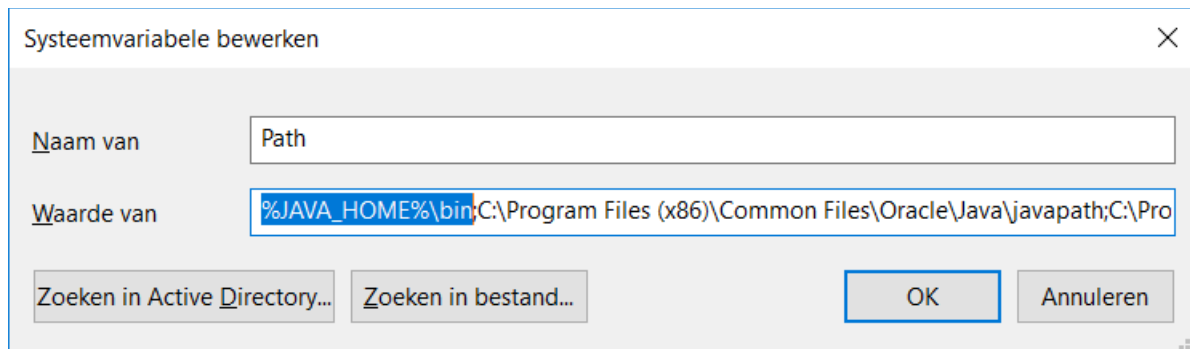 Systeemvariabele bewerken
Naam van
Path
Waarde van
%JAVA_HOME%\bin;C:\Program Files (x86)\Common Files\Oracle\Java\javapath;C:\Pro
Zoeken in Active Directory... Zoeken in bestand... OK Annuleren